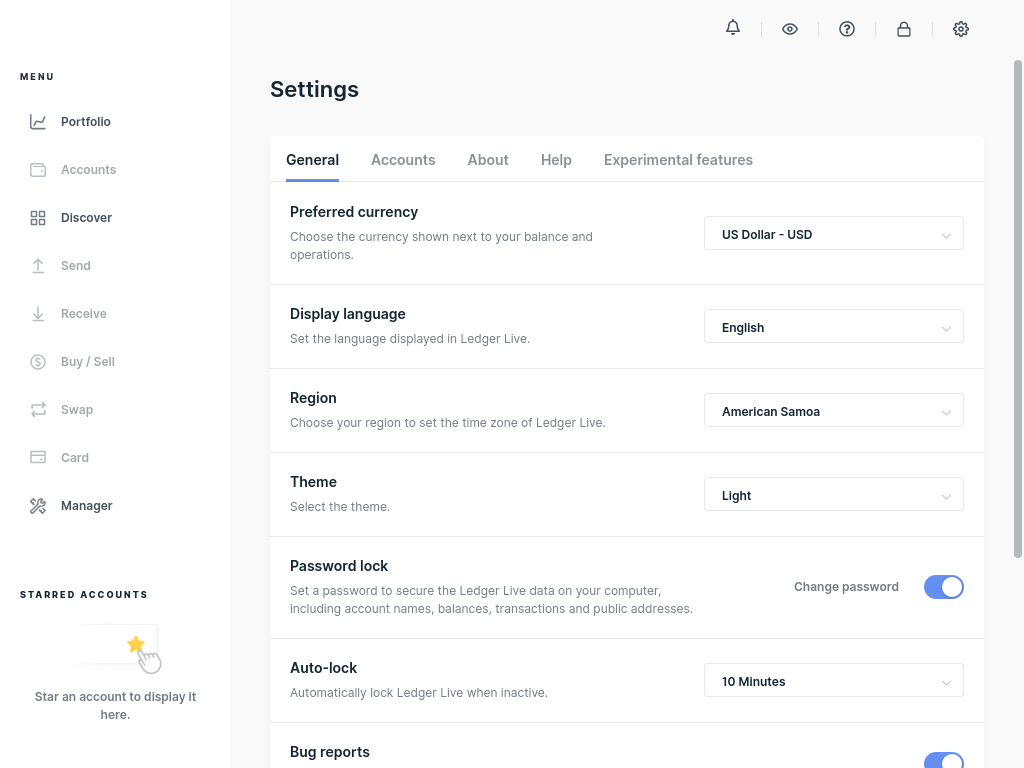 MENU
Portfolio
Accounts
Discover
Send
Receive
Buy / Sell
Swap
Card
Manager
STARRED ACCOUNTS
Star an account to display it
here.
Settings
General
Accounts
About
Help
Experimental features
Preferred currency
Choose the currency shown next to your balance and
operations.
US Dollar - USD
Display language
Set the language displayed in Ledger Live.
English
Region
Choose your region to set the time zone of Ledger Live.
American Samoa
Theme
Select the theme.
Light
Password lock
Set a password to secure the Ledger Live data on your computer,
including account names, balances, transactions and public addresses.
Change password
Auto-lock
Automatically lock Ledger Live when inactive.
10 Minutes
Bug reports